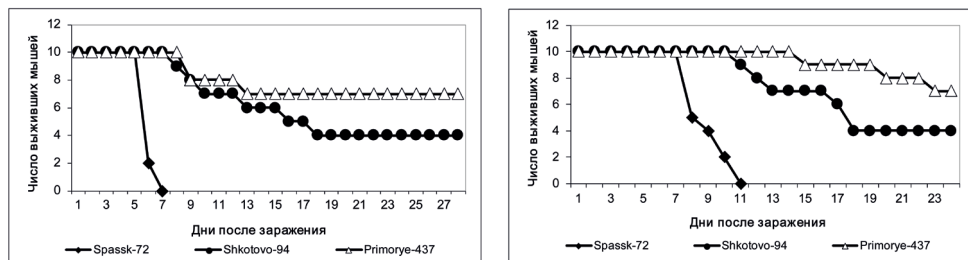 12
10
8
6
4
2
0
Число выживших мышей
1 3 5 7 9 11 13 15 17 19 21 23 25 27
Дни после заражения
Spassk-72 Shkotovo-94 Primorye-437
12
10
8
6
4
2
0
Число выживших мышей
1 3 5 7 9 11 13 15 17 19 21 23
Дни после заражения
Spassk-72 Shkotovo-94 Primorye-437